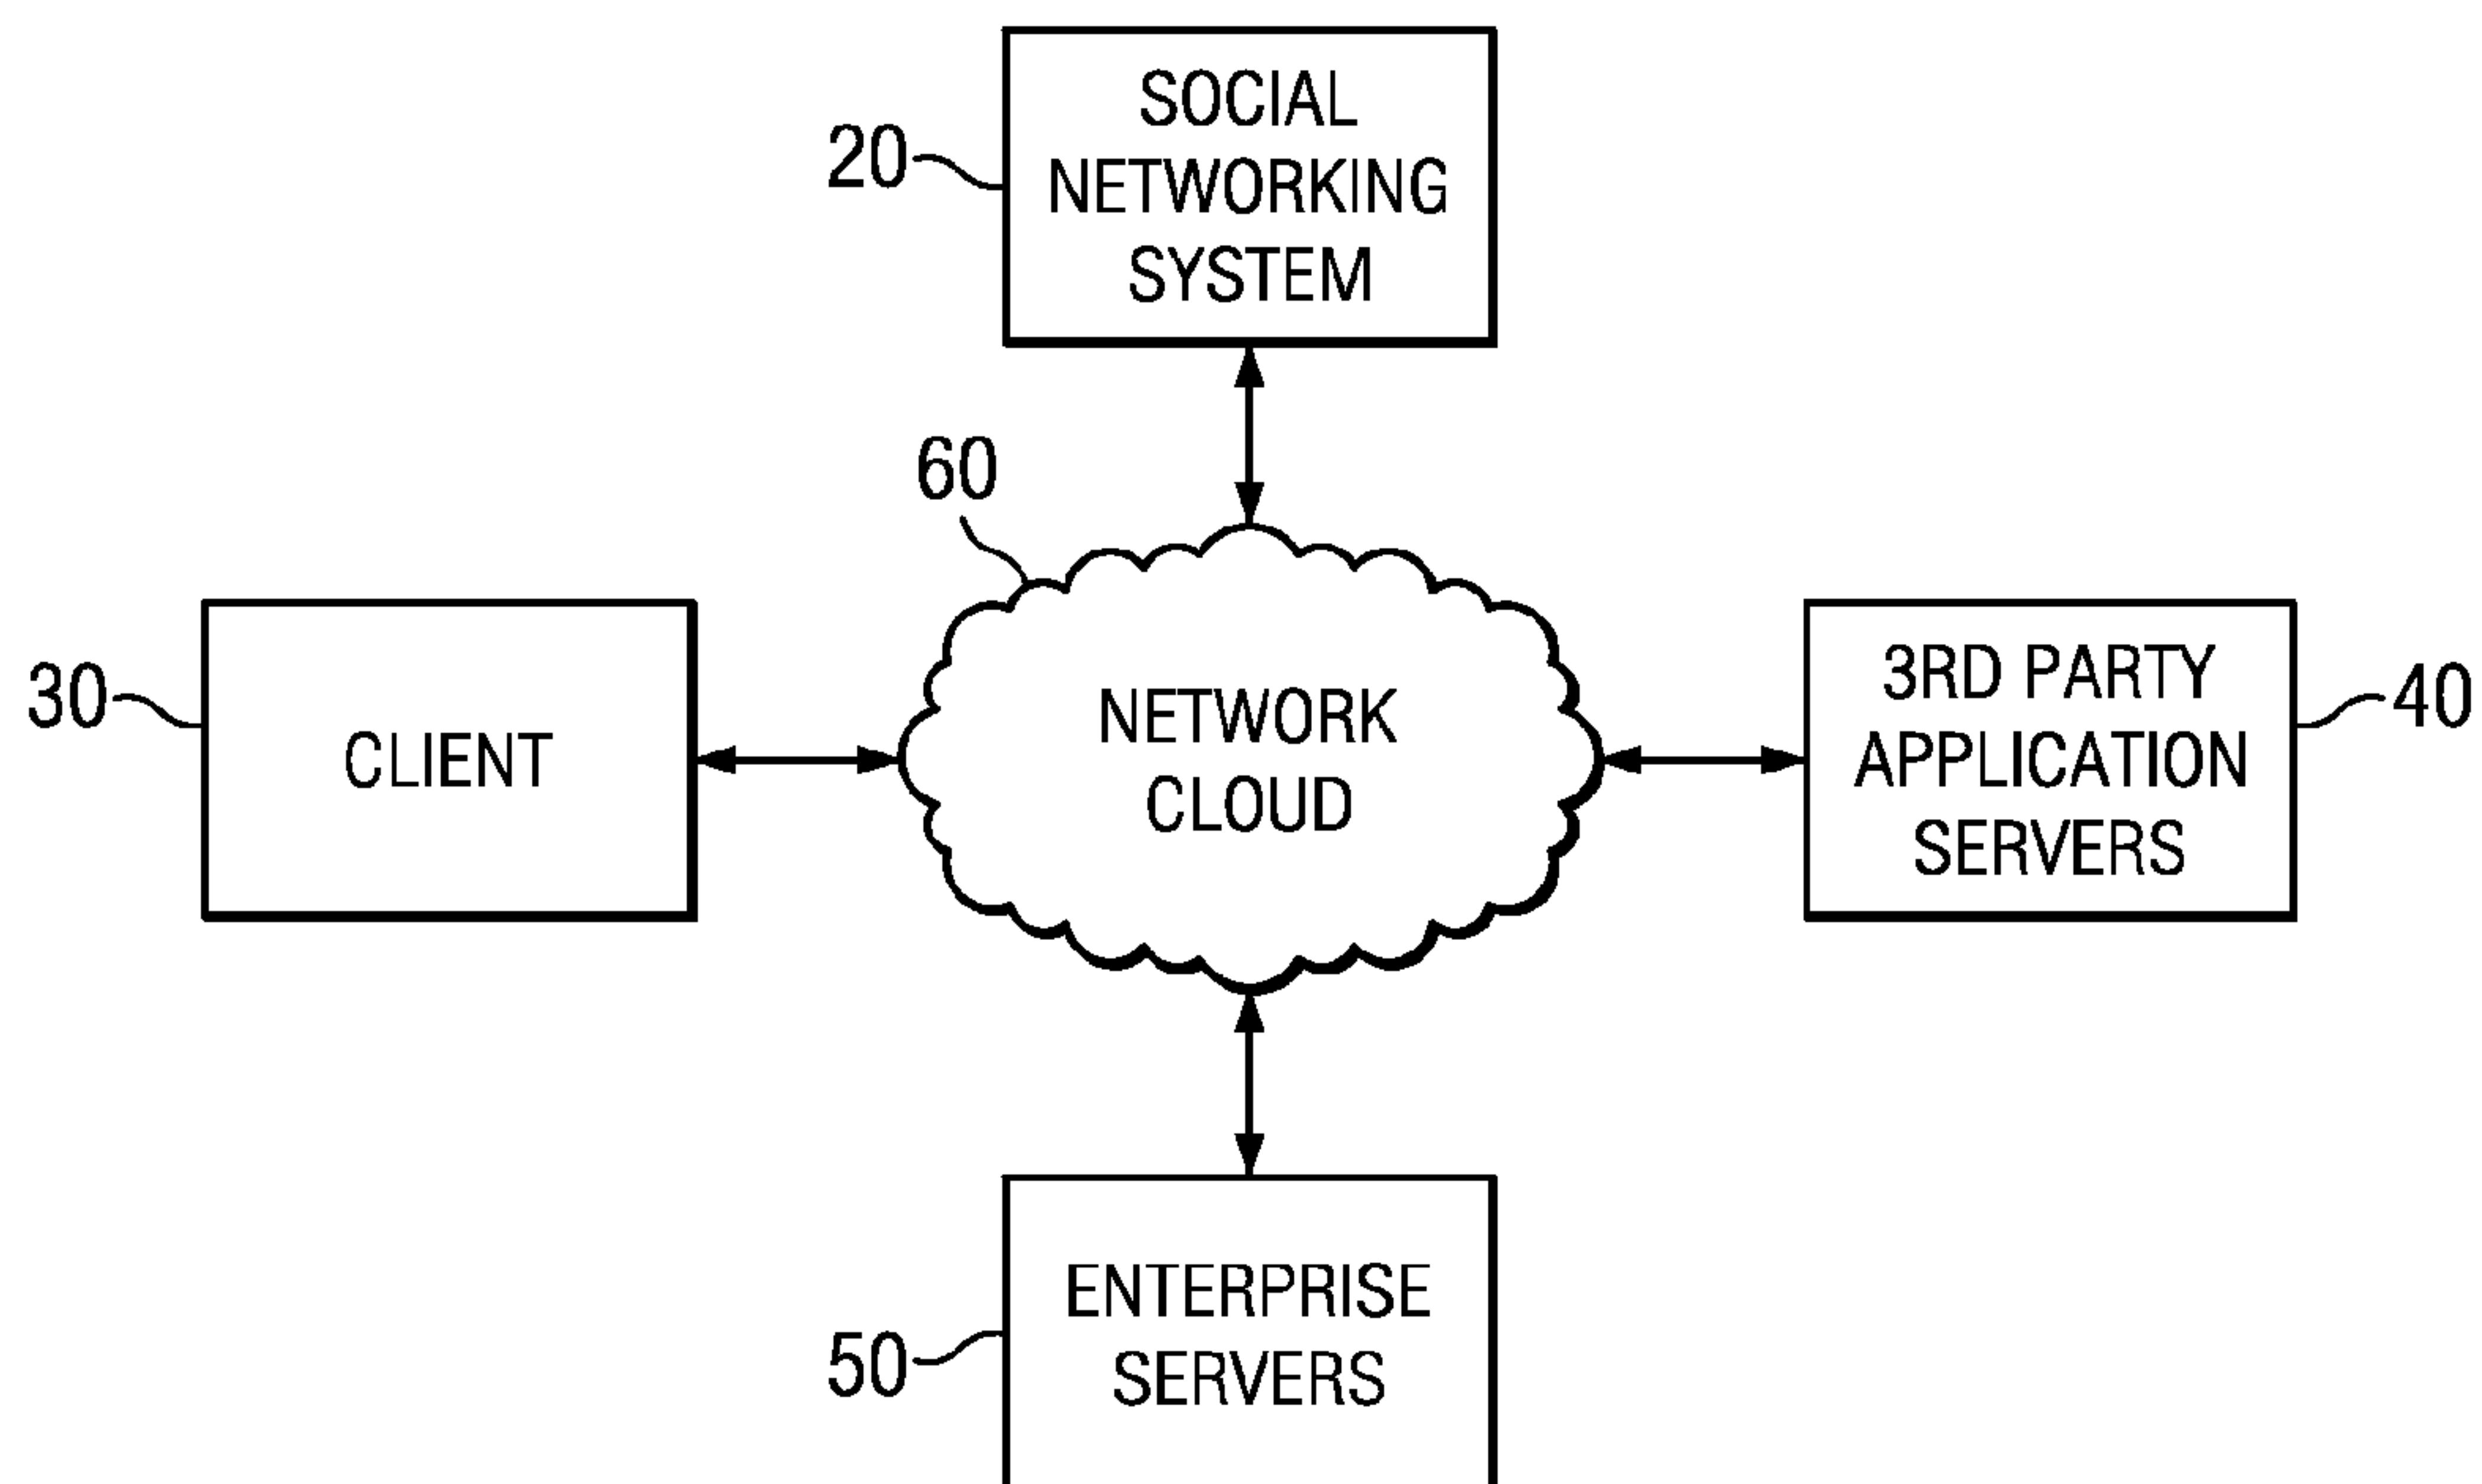 SOCIAL
NETWORKING
SYSTEM
20
60
30
CLIENT
NETWORK
CLOUD
3RD PARTY
APPLICATION
SERVERS
40
ENTERPRISE
SERVERS
50